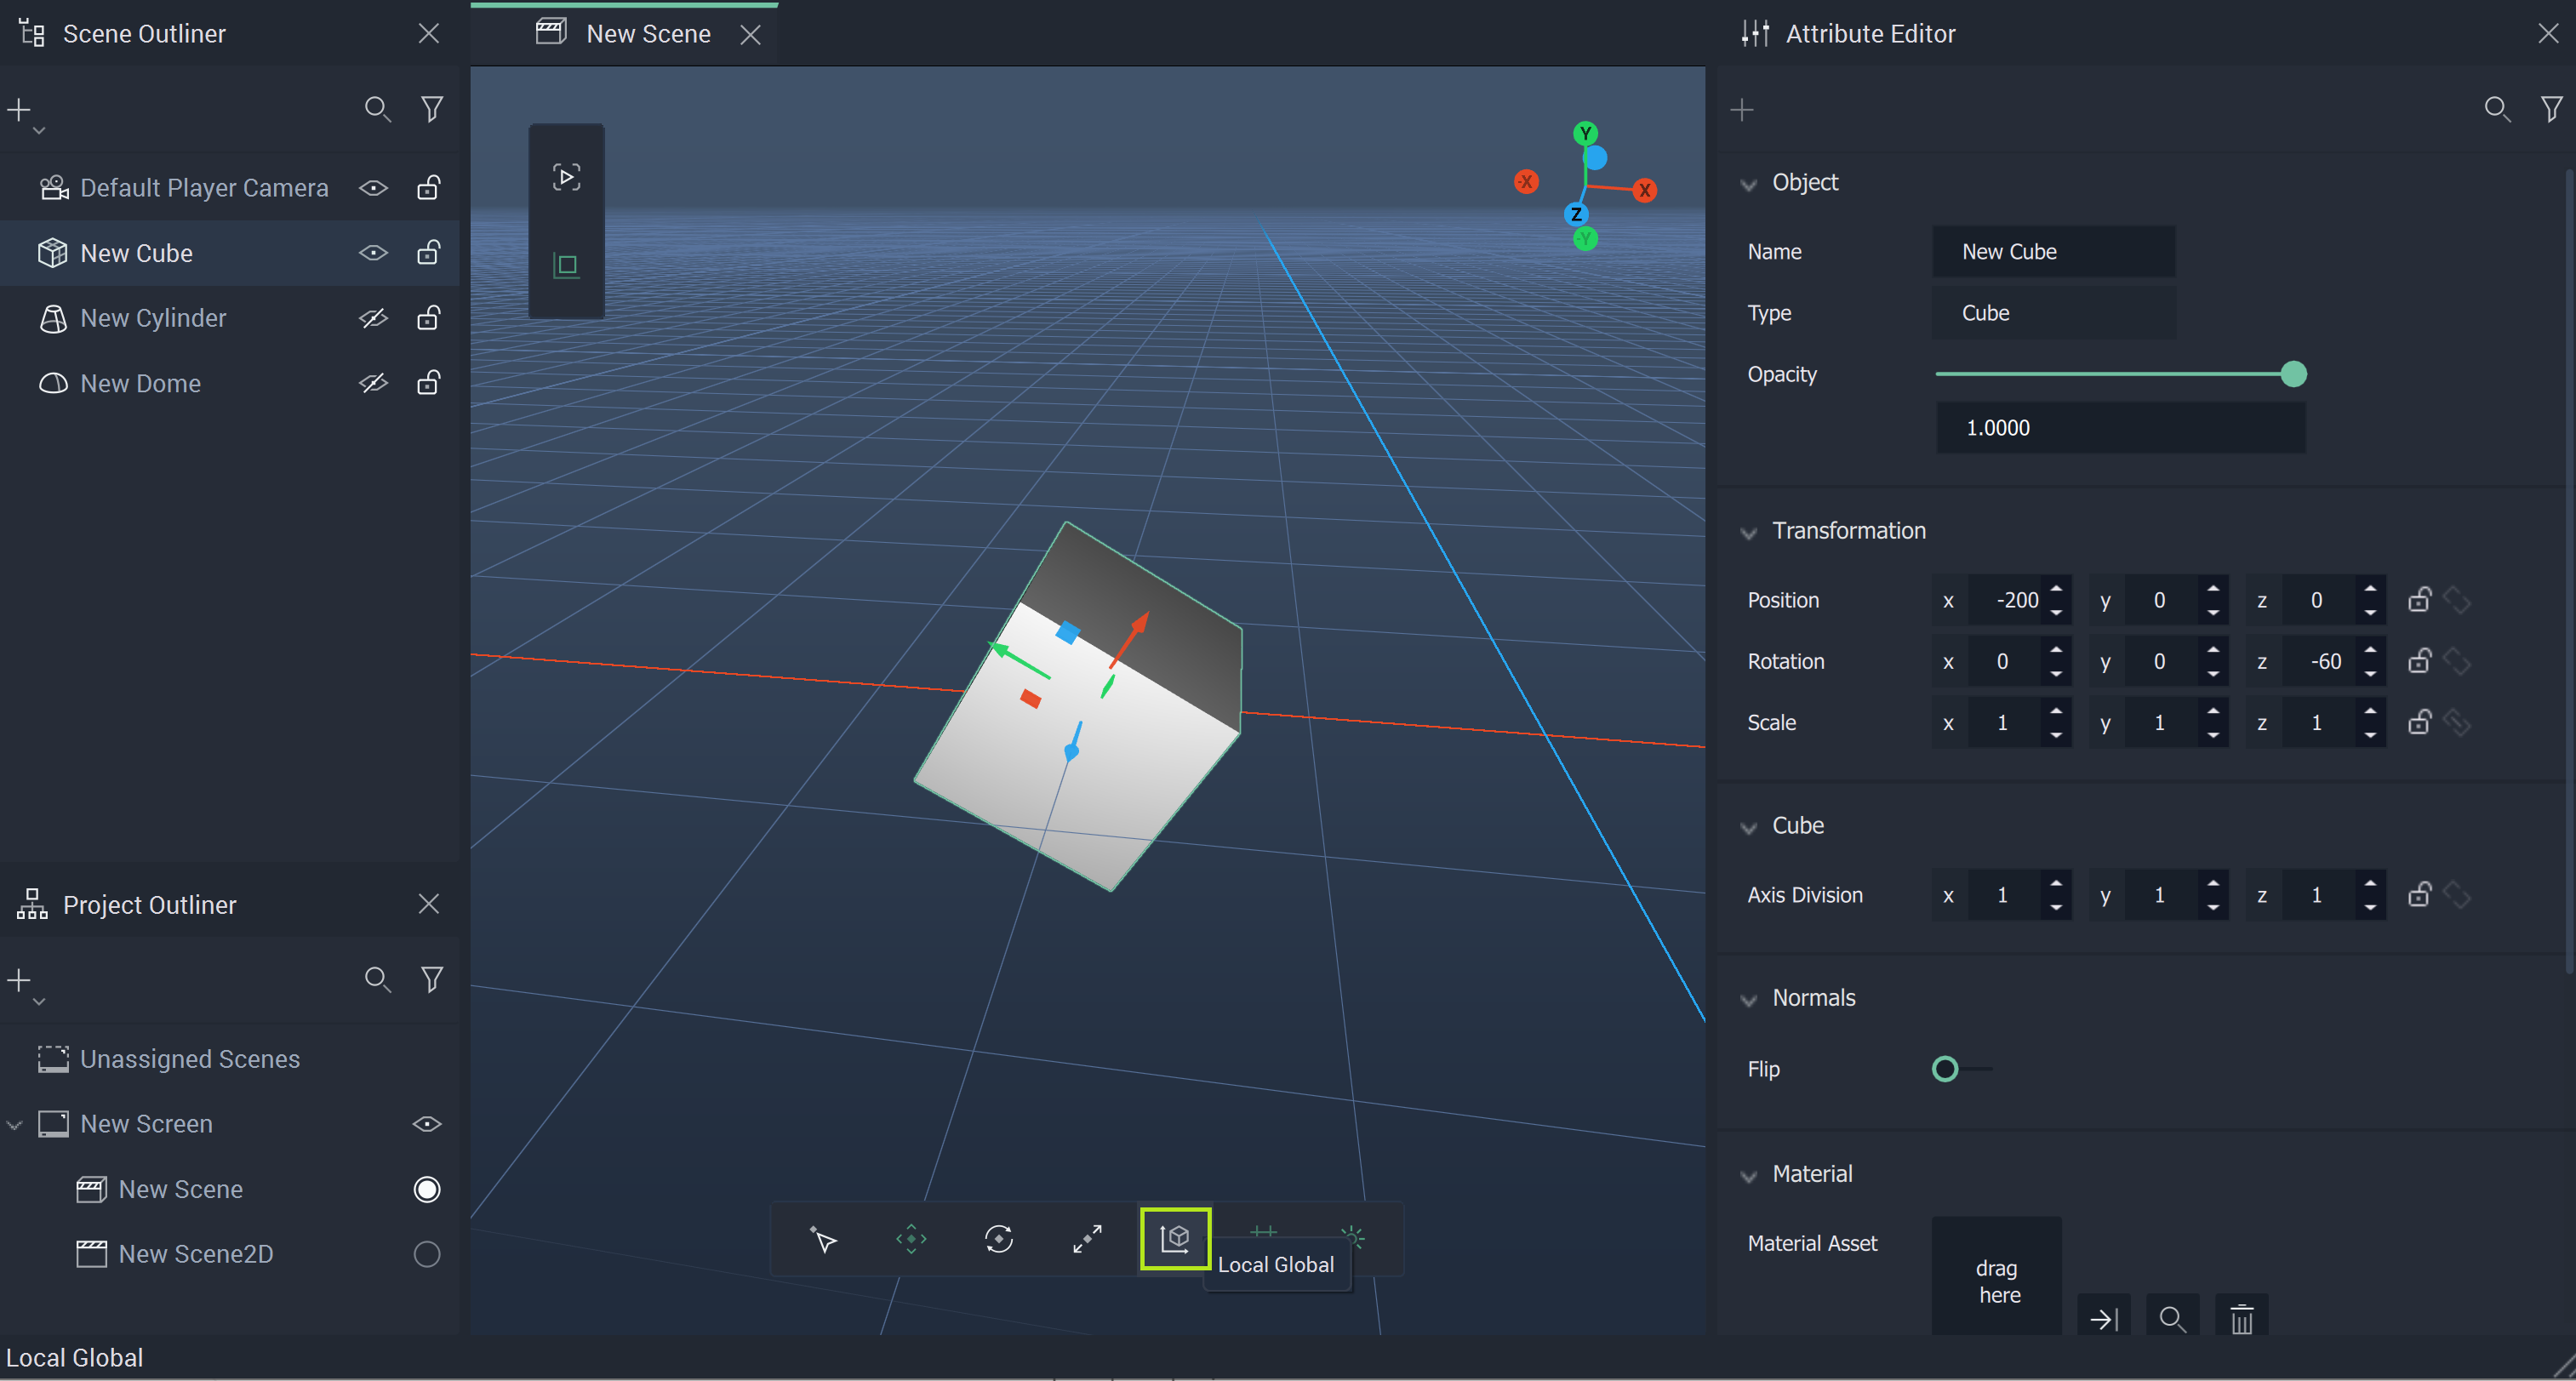 Scene Outliner
New Scene
Attribute Editor
Default Player Camera
New Cube
New Cylinder
New Dome
Y
-X
X
Z
-Y
Object
Name New Cube
Type Cube
Opacity
1.0000
Transformation
Position x -200 y 0 z 0
Rotation x 0 y 0 z -60
Scale x 1 y 1 z 1
Cube
Axis Division x 1 y 1 z 1
Normals
Flip
Material
Material Asset
drag
here
Project Outliner
Unassigned Scenes
New Screen
New Scene
New Scene2D
Local Global
Local Global